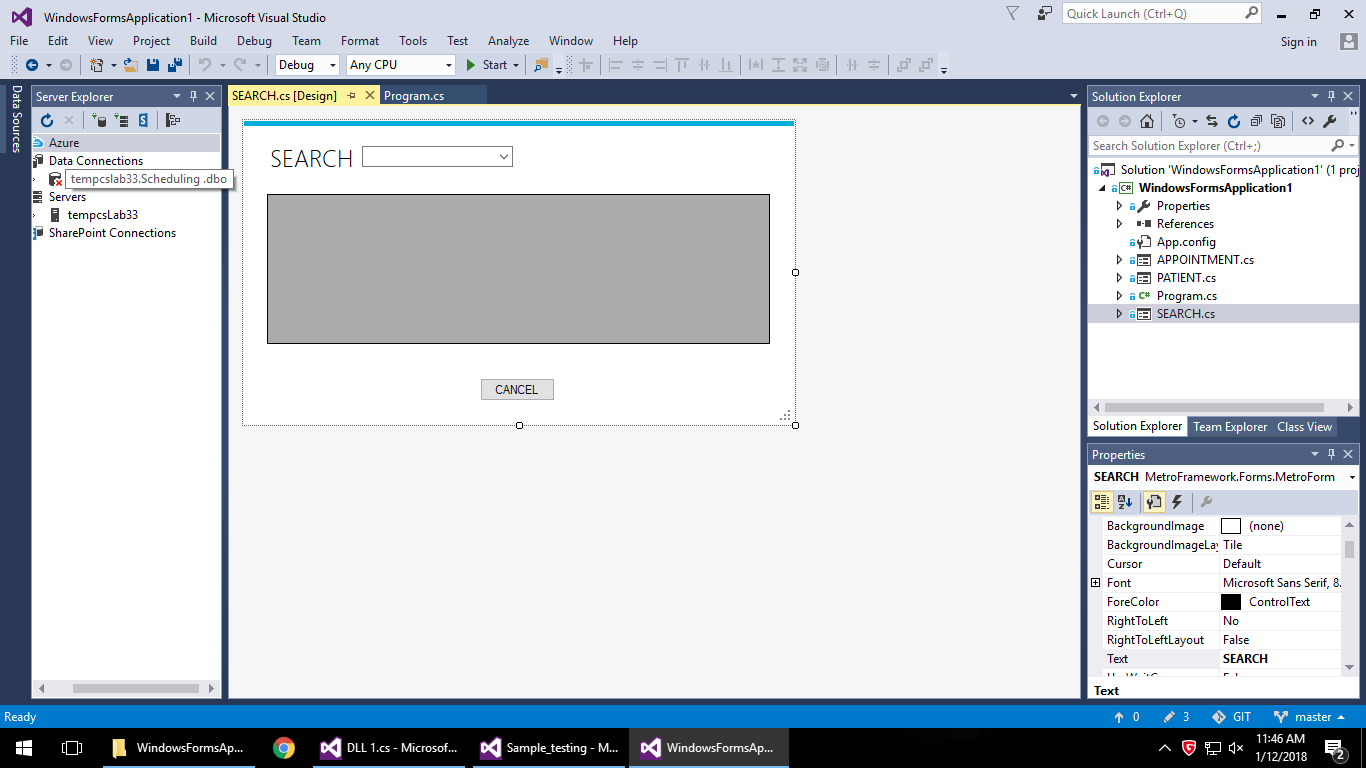 WindowsFormsApplication1 - Microsoft Visual Studio
Quick Launch (Ctrl+Q)
File Edit View Project Build Debug Team Format Tools Test Analyze Window Help
Sign in
Debug Any CPU Start
Data Sources
Server Explorer
Azure
Data Connections
tempcslab33.Scheduling .dbo
Servers
tempcsLab33
SharePoint Connections
SEARCH.cs [Design] Program.cs
SEARCH
CANCEL
Solution Explorer
Search Solution Explorer (Ctrl+;)
Solution 'WindowsFormsApplication1' (1 proj
WindowsFormsApplication1
Properties
References
App.config
APPOINTMENT.cs
PATIENT.cs
Program.cs
SEARCH.cs
Solution Explorer Team Explorer Class View
Properties
SEARCH MetroFramework.Forms.MetroForm
BackgroundImage (none)
BackgroundImageLay Tile
Cursor Default
Font Microsoft Sans Serif, 8.
ForeColor ControlText
RightToLeft No
RightToLeftLayout False
Text SEARCH
Text
Ready
0 3 GIT master
WindowsFormsAp...
DLL 1.cs - Microsof...
Sample_testing - M...
WindowsFormsAp...
11:46 AM
1/12/2018
2